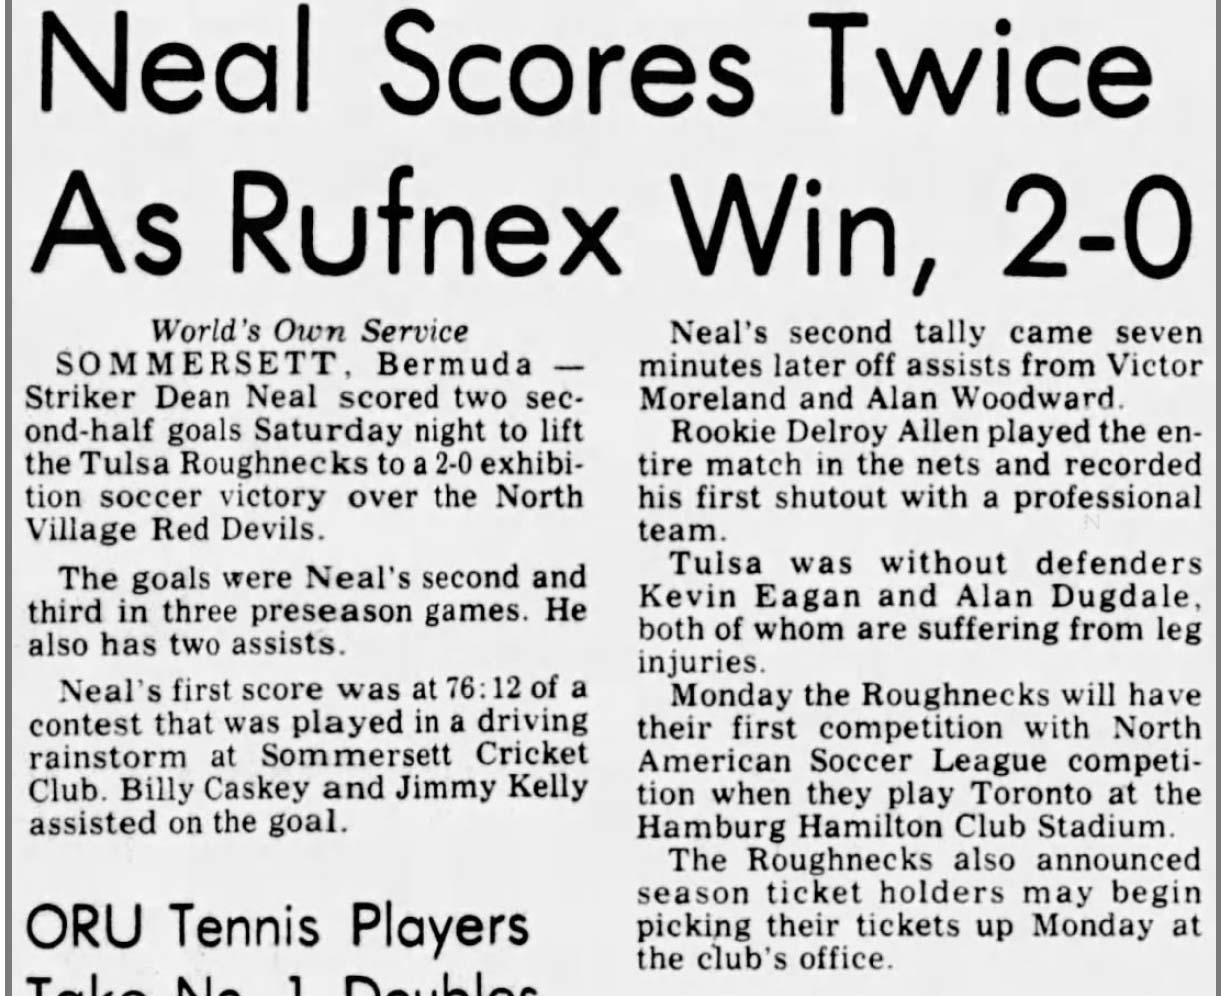 Neal Scores Twice
As Rufnex Win, 2-0
World's Own Service
SOMMERSETT, Bermuda —
Striker Dean Neal scored two sec-
ond-half goals Saturday night to lift
the Tulsa Roughnecks to a 2-0 exhibi-
tion soccer victory over the North
Village Red Devils.
The goals were Neal's second and
third in three preseason games. He
also has two assists.
Neal's first score was at 76:12 of a
contest that was played in a driving
rainstorm at Sommersett Cricket
Club. Billy Caskey and Jimmy Kelly
assisted on the goal.
ORU Tennis Players
Take No. 1 Doubles
Neal's second tally came seven
minutes later off assists from Victor
Moreland and Alan Woodward.
Rookie Delroy Allen played the en-
tire match in the nets and recorded
his first shutout with a professional
team.
Tulsa was without defenders
Kevin Eagan and Alan Dugdale,
both of whom are suffering from leg
injuries.
Monday the Roughnecks will have
their first competition with North
American Soccer League competi-
tion when they play Toronto at the
Hamburg Hamilton Club Stadium.
The Roughnecks also announced
season ticket holders may begin
picking their tickets up Monday at
the club's office.